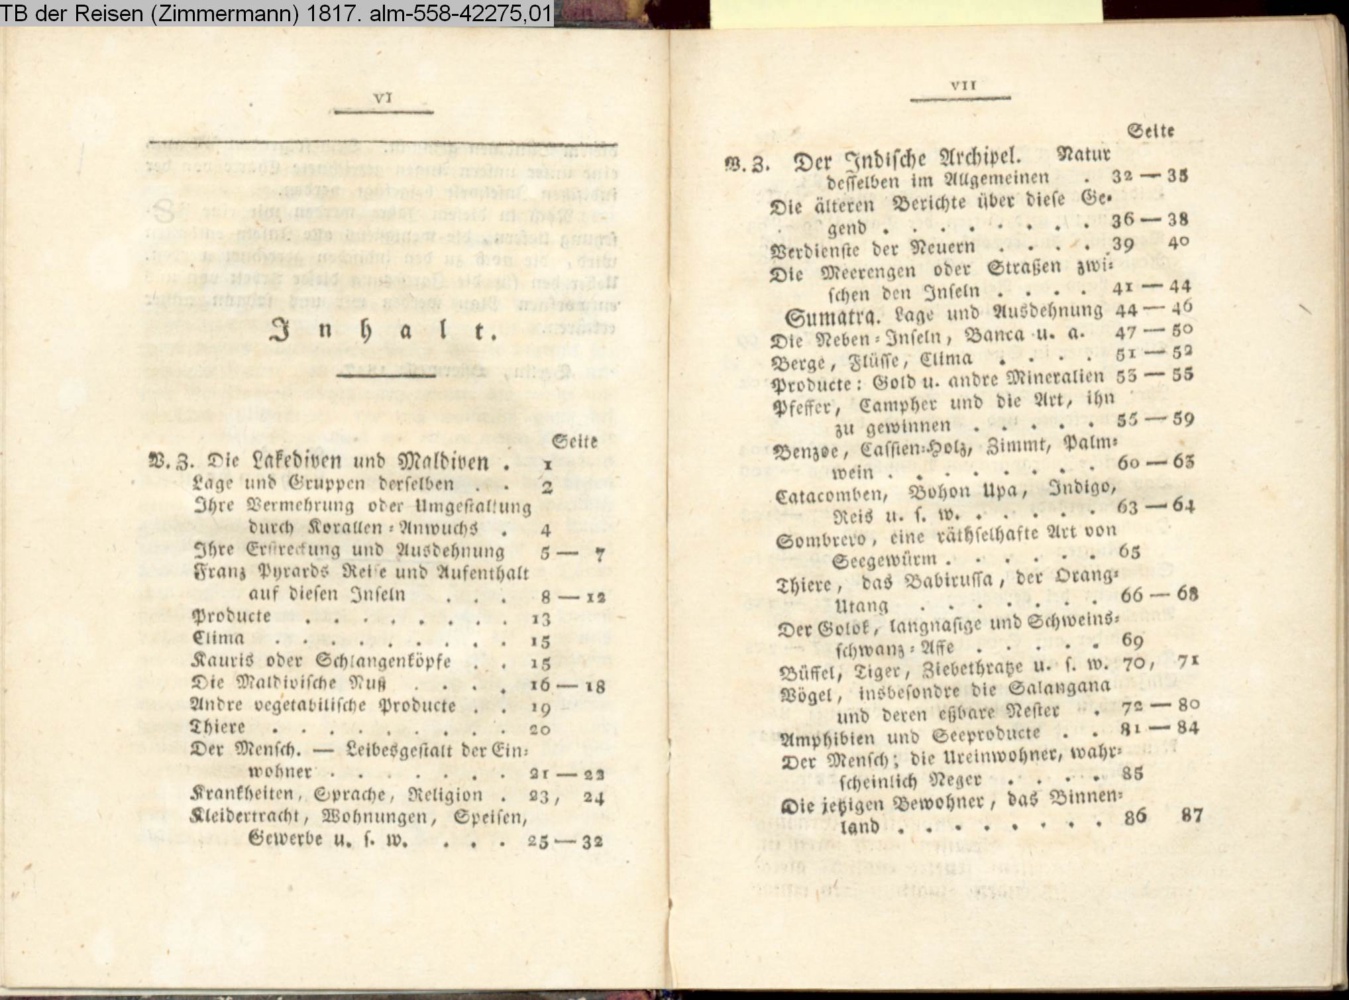 TB der Reisen (Zimmermann) 1817. alm-558-42275,01
VI
Inhalt.
Seite
W. Z. Die Lakediven und Maldiven . 1
Lage und Gruppen derselben . . 2
Ihre Vermehrung oder Umgestaltung
durch Korallen-Anwuchs . 4
Ihre Erstreckung und Ausdehnung 5 — 7
Franz Pyrards Reise und Aufenthalt
auf diesen Inseln . . . 8 — 12
Producte . . . . . . . 13
Clima . . . . . . . . 15
Kauris oder Schlangenköpfe . . 15
Die Maldivische Nuß . . . . 16 — 18
Andre vegetabilische Producte . . 19
Thiere . . . . . . . . . 20
Der Mensch. — Leibesgestalt der Ein-
wohner . . . . . . . 21 — 22
Krankheiten, Sprache, Religion . 23, 24
Kleidertracht, Wohnungen, Speisen,
Gewerbe u. s. w. . . . . 25 — 32
VII
Seite
W. Z. Der Indische Archipel. Natur
desselben im Allgemeinen . 32 — 35
Die älteren Berichte über diese Ge-
gend . . . . . . . . 36 — 38
Verdienste der Neuern . . . . 39 40
Die Meerengen oder Straßen zwi-
schen den Inseln . . . . 41 — 44
Sumatra. Lage und Ausdehnung 44 — 46
Die Neben-Inseln, Banca u. a. 47 — 50
Berge, Flüsse, Clima . . . . 51 — 52
Producte: Gold u. andre Mineralien 53 — 55
Pfeffer, Campher und die Art, ihn
zu gewinnen . . . . . . 55 — 59
Benzoe, Cassien-Holz, Zimmt, Palm-
wein . . . . . . . . 60 — 63
Catacomben, Bohon Upa, Indigo,
Reis u. s. w. . . . . . . 63 — 64
Sombrero, eine räthselhafte Art von
Seegewürm . . . . . . 65
Thiere, das Babirussa, der Orang-
Utang . . . . . . . 66 — 68
Der Golok, langnasige und Schweins-
schwanz-Affe . . . . . 69
Büffel, Tiger, Ziebethratze u. s. w. 70, 71
Vögel, insbesondre die Salangana
und deren eßbare Nester . . 72 — 80
Amphibien und Seeproducte . . 81 — 84
Der Mensch; die Ureinwohner, wahr-
scheinlich Neger . . . . 85
Die jetzigen Bewohner, das Binnen-
land . . . . . . . . 86 87